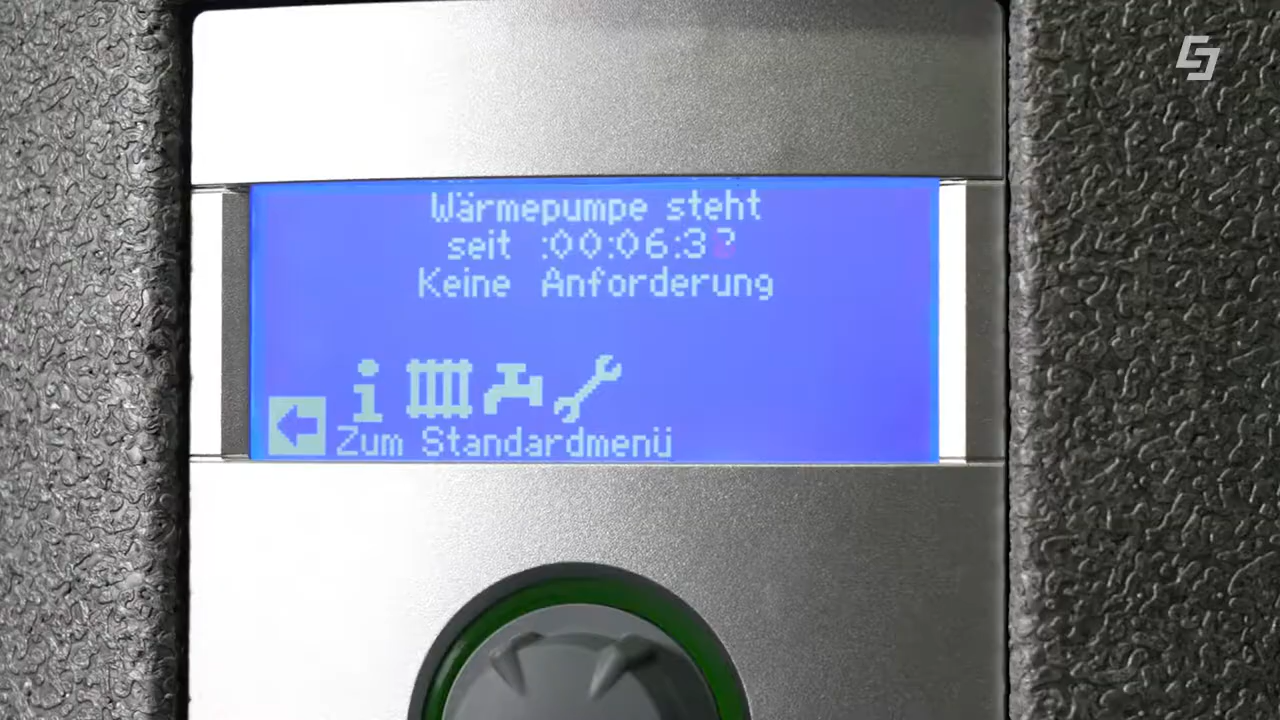 Wärmepumpe steht
seit :00:06:3?
Keine Anforderung
Zum Standardmenü